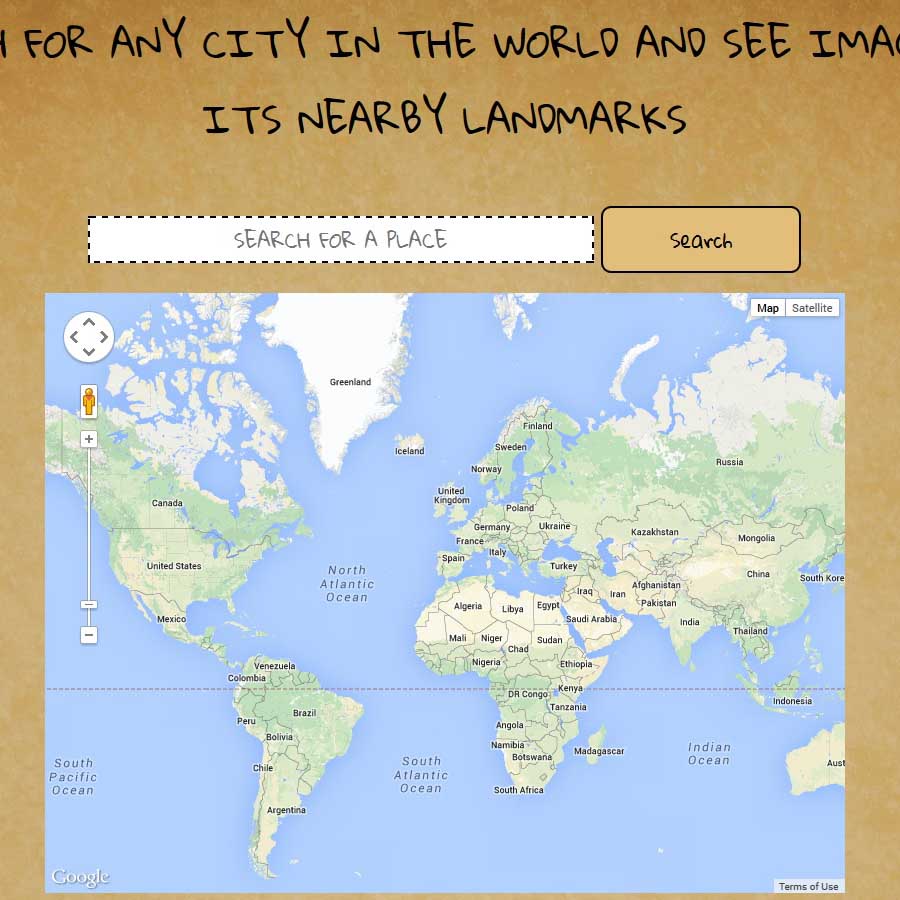 FOR ANY CITY IN THE WORLD AND SEE
ITS NEARBY LANDMARKS
SEARCH FOR A PLACE
Search
Map
Satellite
Greenland
Finland
Iceland
Sweden
Russia
Norway
United
Kingdom
Canada
Poland
Germany
Ukraine
Kazakhstan
Mongolia
France
Italy
Spain
United States
Turkey
China
North
Atlantic
Ocean
South Kore
Afghanistan
Iraq
Iran
Pakistan
Algeria
Libya
Egypt
Saudi Arabia
India
Mexico
Thailand
Mali
Niger
Sudan
Chad
Venezuela
Nigeria
Ethiopia
Colombia
Kenya
DR Congo
Indonesia
Tanzania
Brazil
Peru
Angola
Bolivia
Namibia
Madagascar
Indian
Ocean
Botswana
South
Pacific
Ocean
South
Atlantic
Ocean
Chile
Aust
South Africa
Argentina
Google
Terms of Use